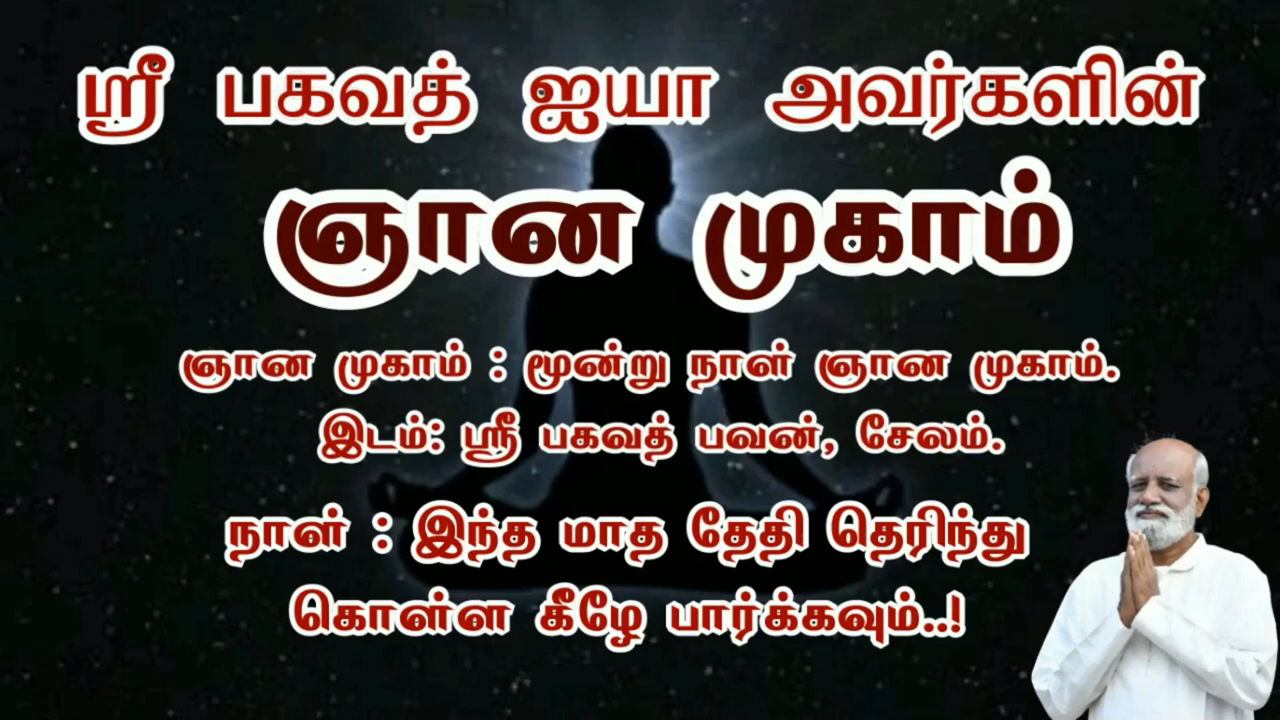 ஸ்ரீ பகவத் ஐயா அவர்களின்
ஞான முகாம்
ஞான முகாம் : மூன்று நாள் ஞான முகாம்.
இடம்: ஸ்ரீ பகவத் பவன், சேலம்.
நாள் : இந்த மாத தேதி தெரிந்து
கொள்ள கீழே பார்க்கவும்..!